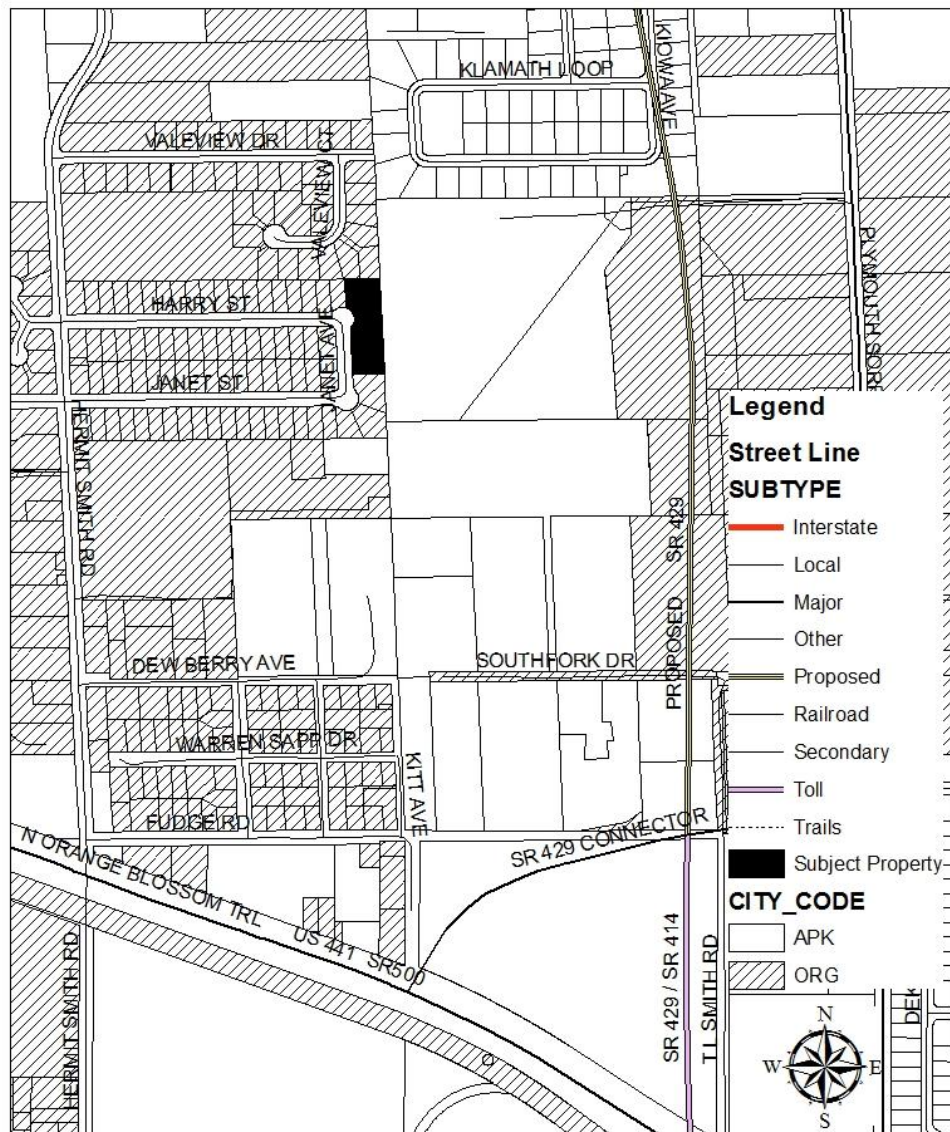 KLAMATH LOOP
KIOWA AVE
VALEVIEW DR
VALEVIEW CT
PLYMOUTH SORR
HARRY ST
JANET AVE
JANET ST
HERMIT SMITH RD
Legend
Street Line
SUBTYPE
Interstate
Local
Major
Other
Proposed
Railroad
Secondary
Toll
Trails
Subject Property
CITY_CODE
APK
ORG
PROPOSED SR 429
DEW BERRY AVE
SOUTHFORK DR
WARREN SAPP DR
KITT AVE
FUDGE RD
SR 429 CONNECTOR
N ORANGE BLOSSOM TRL
US 441 SR500
HERMIT SMITH RD
SR 429 / SR 414
T L SMITH RD
DEK
N
W E
S